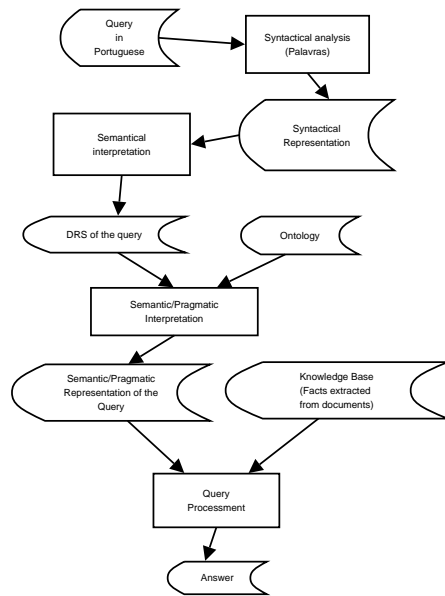 Query
in
Portuguese
Syntactical analysis
(Palavras)
Semantical
interpretation
Syntactical
Representation
DRS of the query
Ontology
Semantic/Pragmatic
Interpretation
Semantic/Pragmatic
Representation of the
Query
Knowledge Base
(Facts extracted
from documents)
Query
Processment
Answer